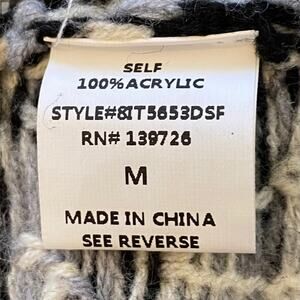 SELF
100%ACRYLIC
STYLE#8IT5653DSF
RN# 139726
M
MADE IN CHINA
SEE REVERSE